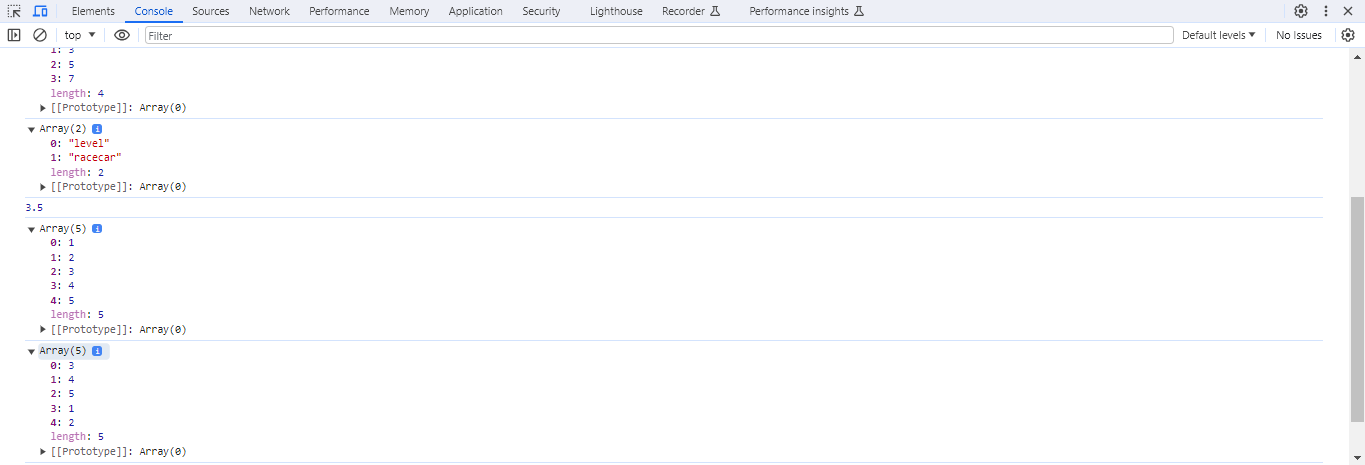 Elements Console Sources Network Performance Memory Application Security Lighthouse Recorder Performance insights
top Filter Default levels No Issues
1: 3
2: 5
3: 7
length: 4
[[Prototype]]: Array(0)
Array(2) i
0: "level"
1: "racecar"
length: 2
[[Prototype]]: Array(0)
3.5
Array(5) i
0: 1
1: 2
2: 3
3: 4
4: 5
length: 5
[[Prototype]]: Array(0)
Array(5) i
0: 3
1: 4
2: 5
3: 1
4: 2
length: 5
[[Prototype]]: Array(0)